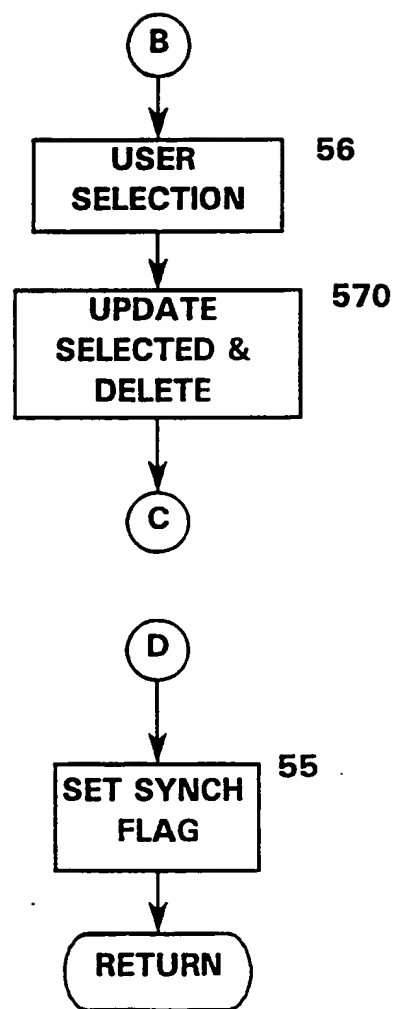 B
USER
SELECTION
56
UPDATE
SELECTED &
DELETE
570
C
D
SET SYNCH
FLAG
55
RETURN